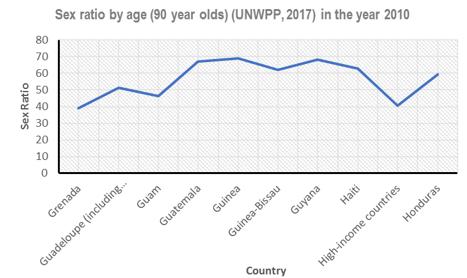 Sex ratio by age (90 year olds) (UNWPP, 2017) in the year 2010
80
70
60
50
40
30
20
10
0
Sex Ratio
Grenada
Guadeloupe (including...
Guam
Guatemala
Guinea
Guinea-Bissau
Guyana
Haiti
High-income countries
Honduras
Country